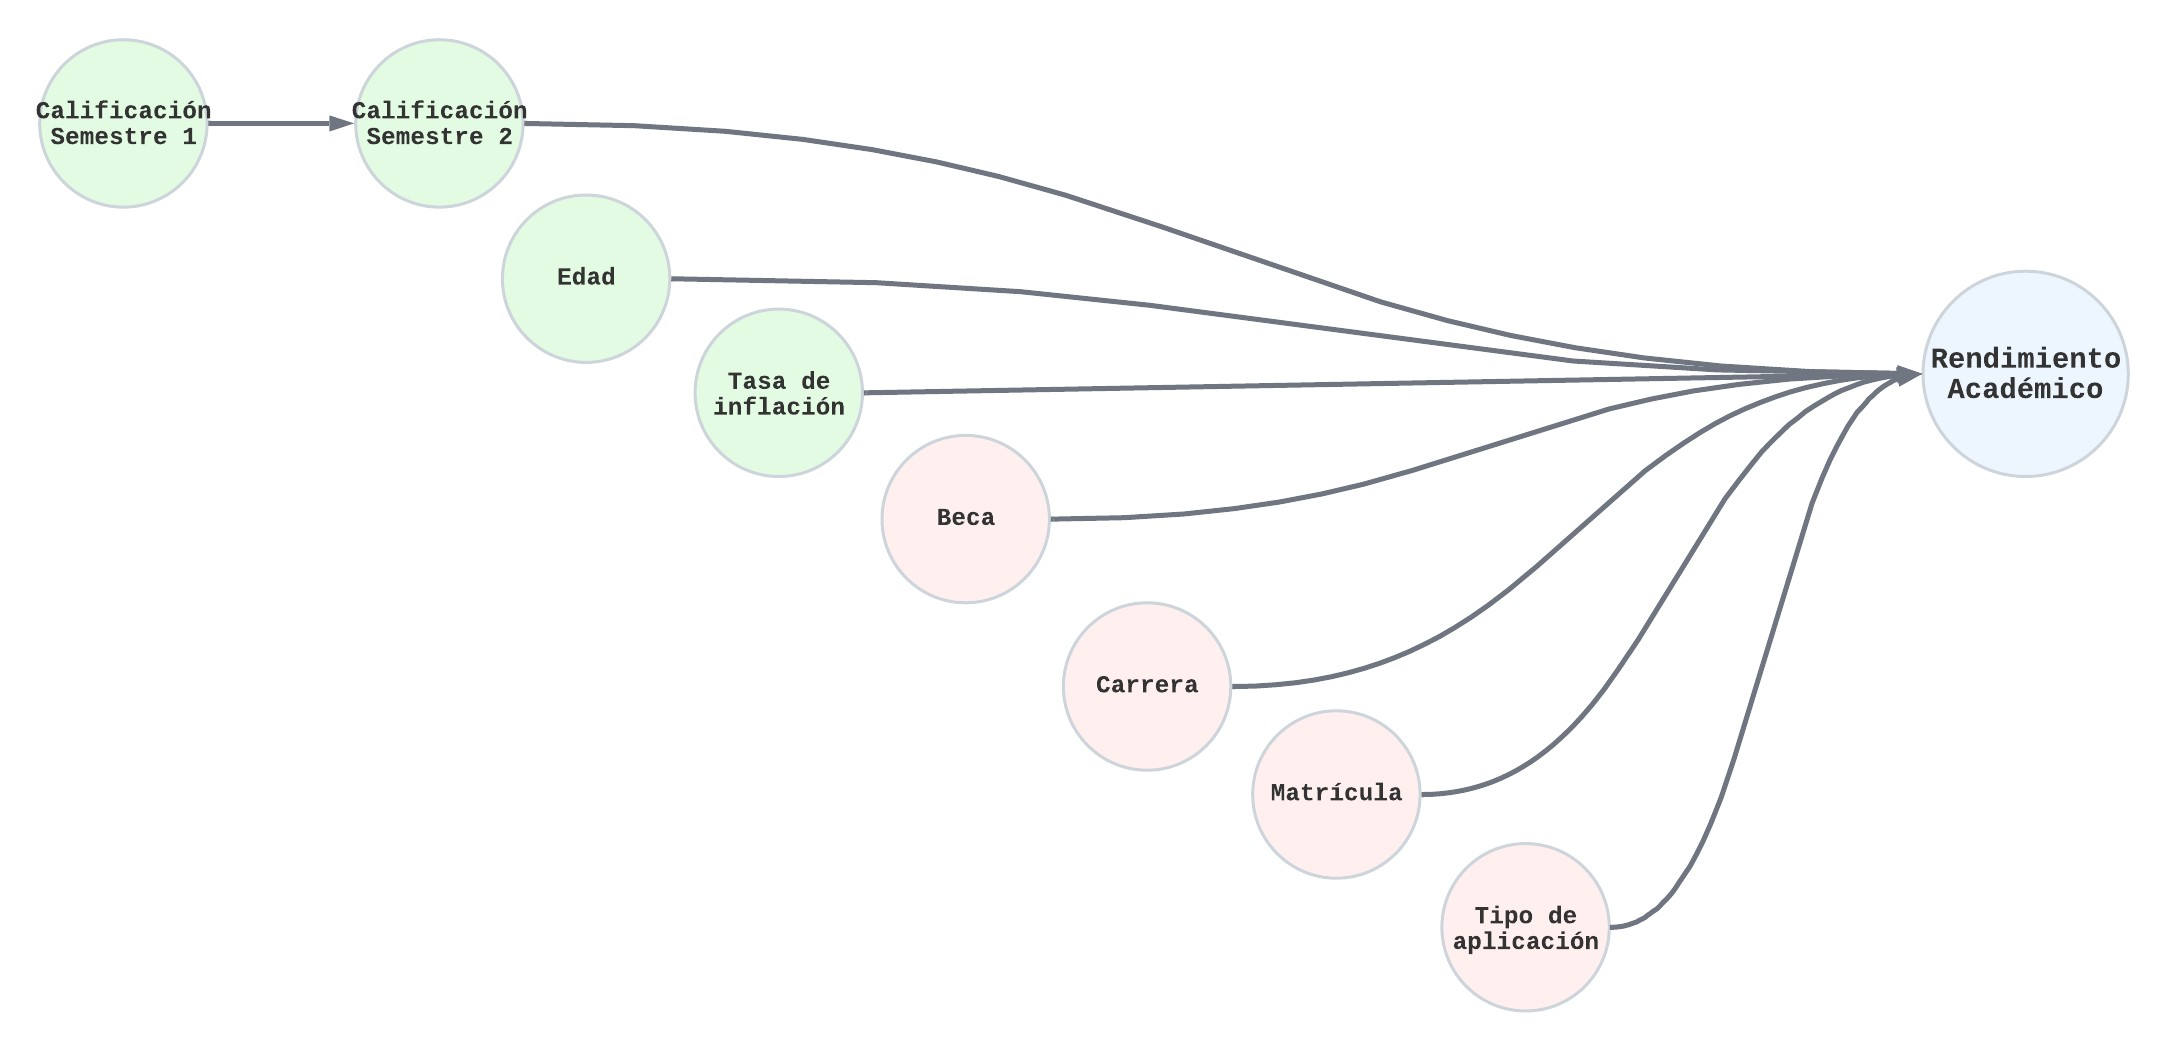 Calificación
Semestre 1
Calificación
Semestre 2
Edad
Tasa de
inflación
Rendimiento
Académico
Beca
Carrera
Matrícula
Tipo de
aplicación